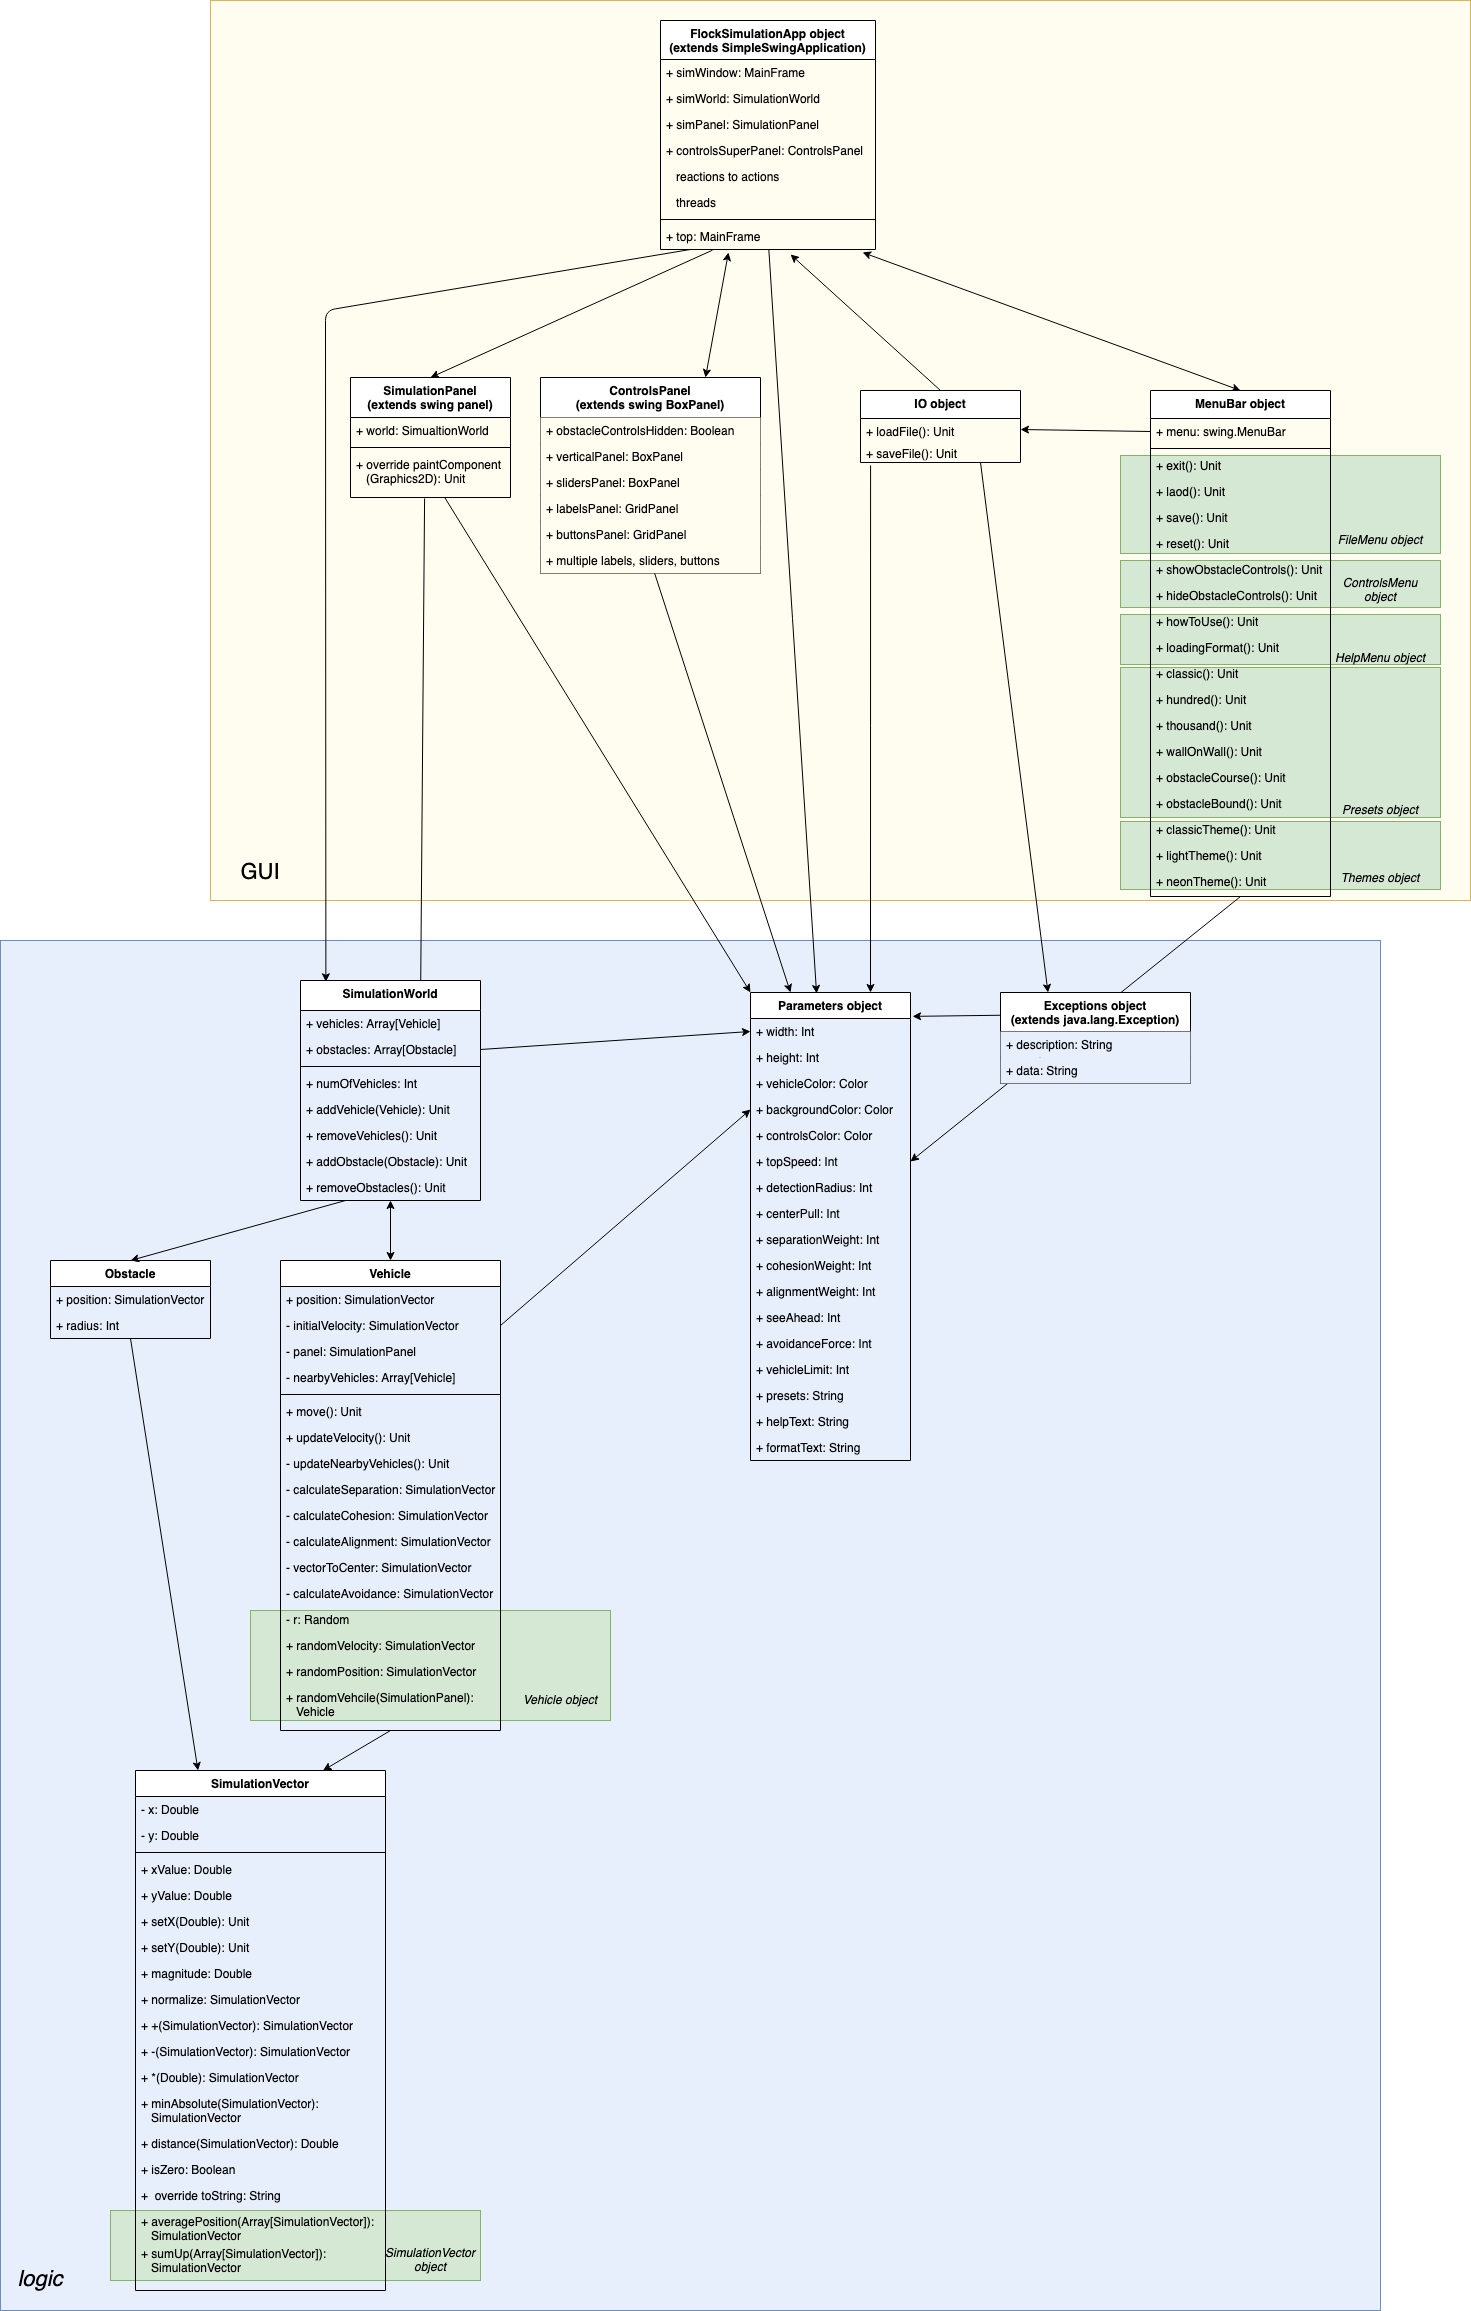 FlockSimulationApp object
(extends SimpleSwingApplication)
+ simWindow: MainFrame
+ simWorld: SimulationWorld
+ simPanel: SimulationPanel
+ controlsSuperPanel: ControlsPanel
reactions to actions
threads
+ top: MainFrame
SimulationPanel
(extends swing panel)
+ world: SimualtionWorld
+ override paintComponent
(Graphics2D): Unit
ControlsPanel
(extends swing BoxPanel)
+ obstacleControlsHidden: Boolean
+ verticalPanel: BoxPanel
+ slidersPanel: BoxPanel
+ labelsPanel: GridPanel
+ buttonsPanel: GridPanel
+ multiple labels, sliders, buttons
IO object
+ loadFile(): Unit
+ saveFile(): Unit
MenuBar object
+ menu: swing.MenuBar
+ exit(): Unit
+ laod(): Unit
+ save(): Unit
+ reset(): Unit
FileMenu object
+ showObstacleControls(): Unit
+ hideObstacleControls(): Unit
ControlsMenu
object
+ howToUse(): Unit
+ loadingFormat(): Unit
HelpMenu object
+ classic(): Unit
+ hundred(): Unit
+ thousand(): Unit
+ wallOnWall(): Unit
+ obstacleCourse(): Unit
+ obstacleBound(): Unit
Presets object
+ classicTheme(): Unit
+ lightTheme(): Unit
+ neonTheme(): Unit
Themes object
GUI
SimulationWorld
+ vehicles: Array[Vehicle]
+ obstacles: Array[Obstacle]
+ numOfVehicles: Int
+ addVehicle(Vehicle): Unit
+ removeVehicles(): Unit
+ addObstacle(Obstacle): Unit
+ removeObstacles(): Unit
Parameters object
+ width: Int
+ height: Int
+ vehicleColor: Color
+ backgroundColor: Color
+ controlsColor: Color
+ topSpeed: Int
+ detectionRadius: Int
+ centerPull: Int
+ separationWeight: Int
+ cohesionWeight: Int
+ alignmentWeight: Int
+ seeAhead: Int
+ avoidanceForce: Int
+ vehicleLimit: Int
+ presets: String
+ helpText: String
+ formatText: String
Exceptions object
(extends java.lang.Exception)
+ description: String
+ data: String
Obstacle
+ position: SimulationVector
+ radius: Int
Vehicle
+ position: SimulationVector
- initialVelocity: SimulationVector
- panel: SimulationPanel
- nearbyVehicles: Array[Vehicle]
+ move(): Unit
+ updateVelocity(): Unit
- updateNearbyVehicles(): Unit
- calculateSeparation: SimulationVector
- calculateCohesion: SimulationVector
- calculateAlignment: SimulationVector
- vectorToCenter: SimulationVector
- calculateAvoidance: SimulationVector
- r: Random
+ randomVelocity: SimulationVector
+ randomPosition: SimulationVector
+ randomVehcile(SimulationPanel):
Vehicle
Vehicle object
SimulationVector
- x: Double
- y: Double
+ xValue: Double
+ yValue: Double
+ setX(Double): Unit
+ setY(Double): Unit
+ magnitude: Double
+ normalize: SimulationVector
+ +(SimulationVector): SimulationVector
+ -(SimulationVector): SimulationVector
+ *(Double): SimulationVector
+ minAbsolute(SimulationVector):
SimulationVector
+ distance(SimulationVector): Double
+ isZero: Boolean
+ override toString: String
+ averagePosition(Array[SimulationVector]):
SimulationVector
+ sumUp(Array[SimulationVector]):
SimulationVector
SimulationVector
object
logic